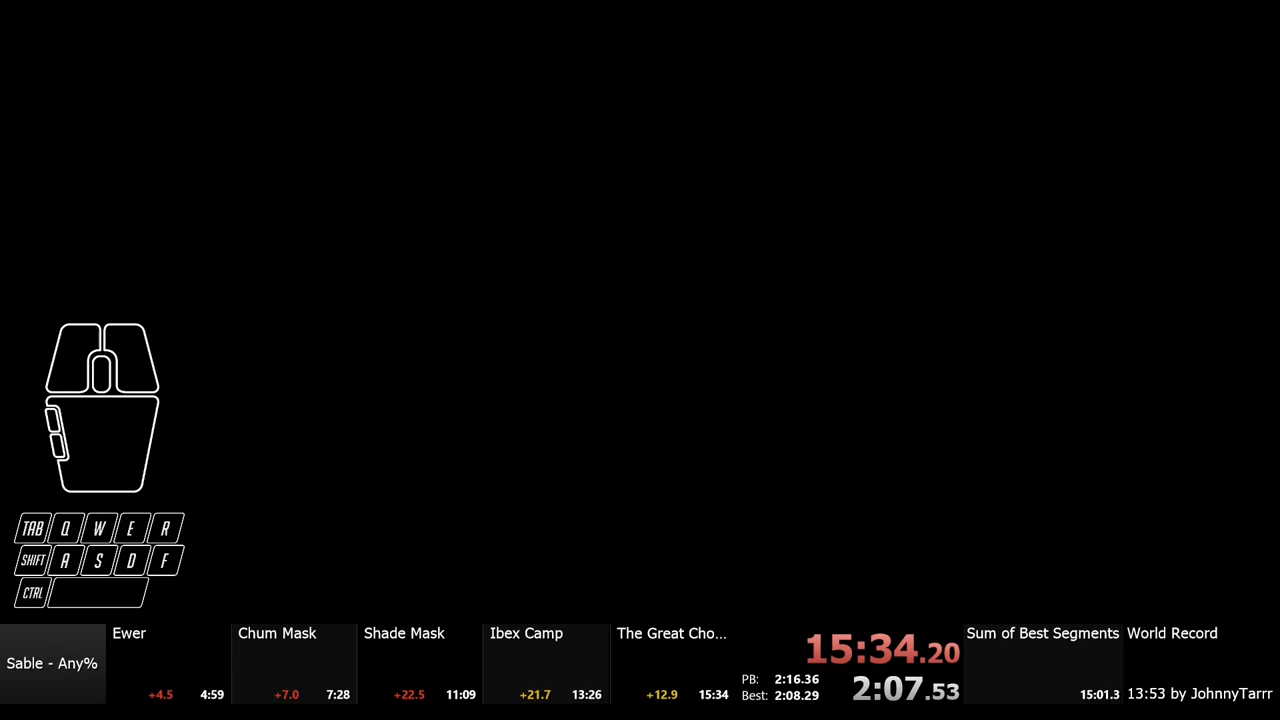 TAB Q W E R
SHIFT A S D F
CTRL
Sable - Any%
Ewer
+4.5 4:59
Chum Mask
+7.0 7:28
Shade Mask
+22.5 11:09
Ibex Camp
+21.7 13:26
The Great Cho...
+12.9 15:34
15:34.20
PB: 2:16.36
Best: 2:08.29
2:07.53
Sum of Best Segments
15:01.3
World Record
13:53 by JohnnyTarrr